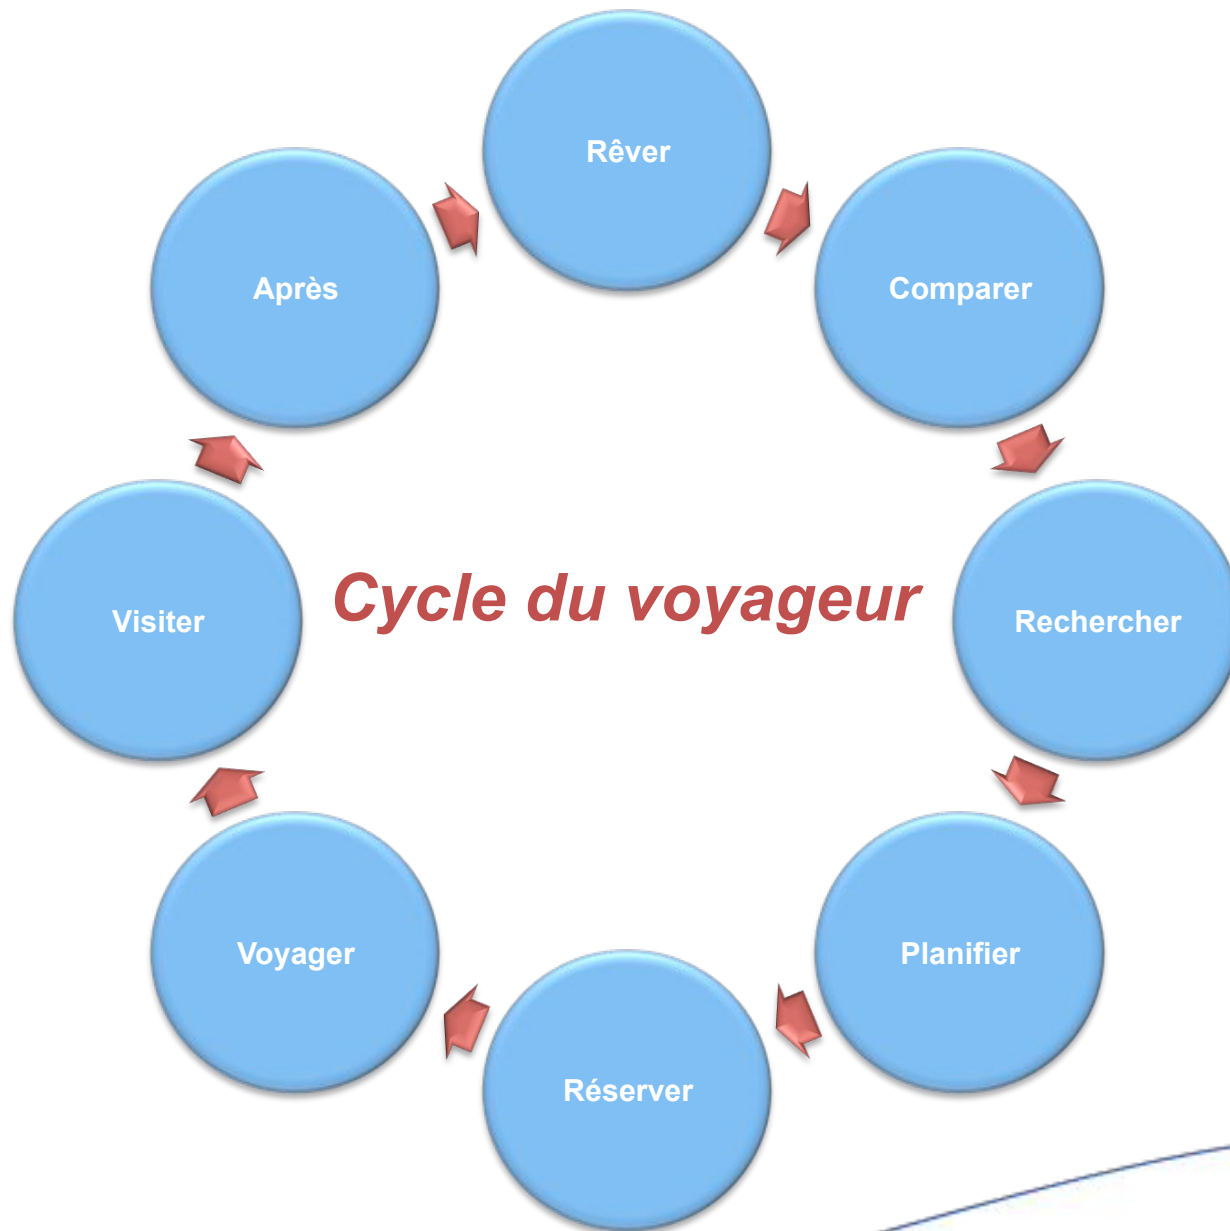 Rêver
Comparer
Rechercher
Planifier
Réserver
Voyager
Visiter
Après
Cycle du voyageur